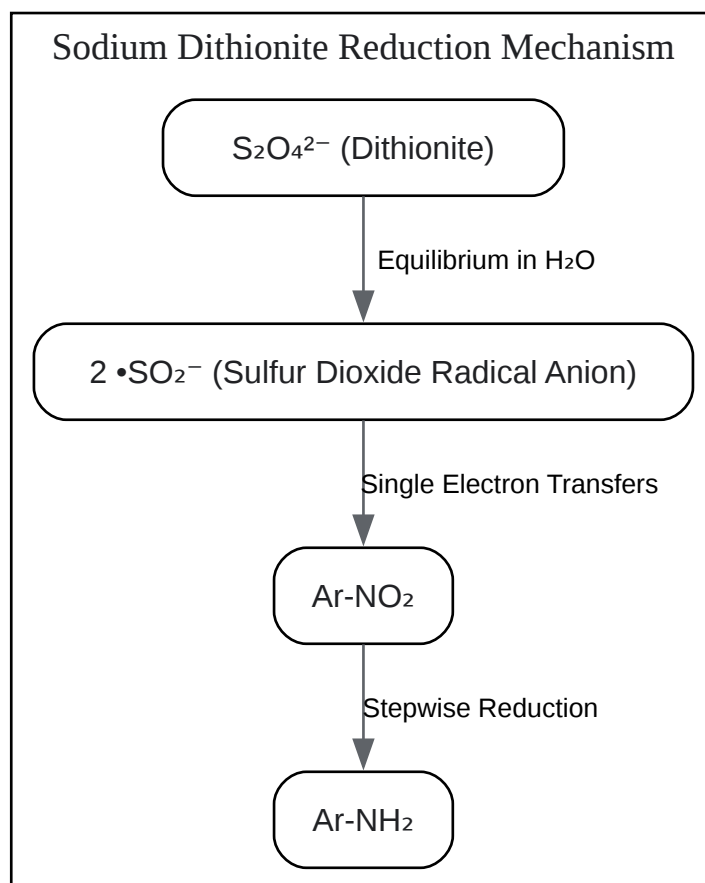 Sodium Dithionite Reduction Mechanism
S₂O₄²⁻ (Dithionite)
Equilibrium in H₂O
2 •SO₂⁻ (Sulfur Dioxide Radical Anion)
Single Electron Transfers
Ar-NO₂
Stepwise Reduction
Ar-NH₂